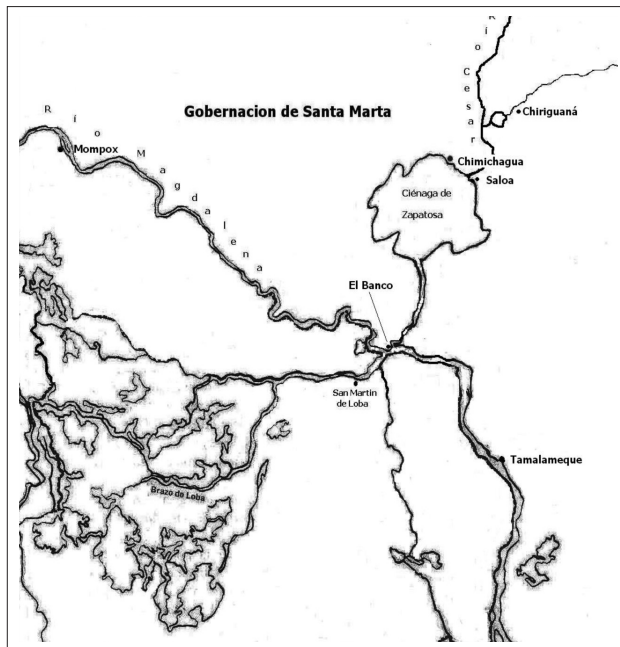 Río Cesar
Gobernacion de Santa Marta
Chiriguaná
Río Magdalena
Mompox
Chimichagua
Saloa
Ciénaga de
Zapatosa
El Banco
San Martin
de Loba
Tamalameque
Brazo de Loba